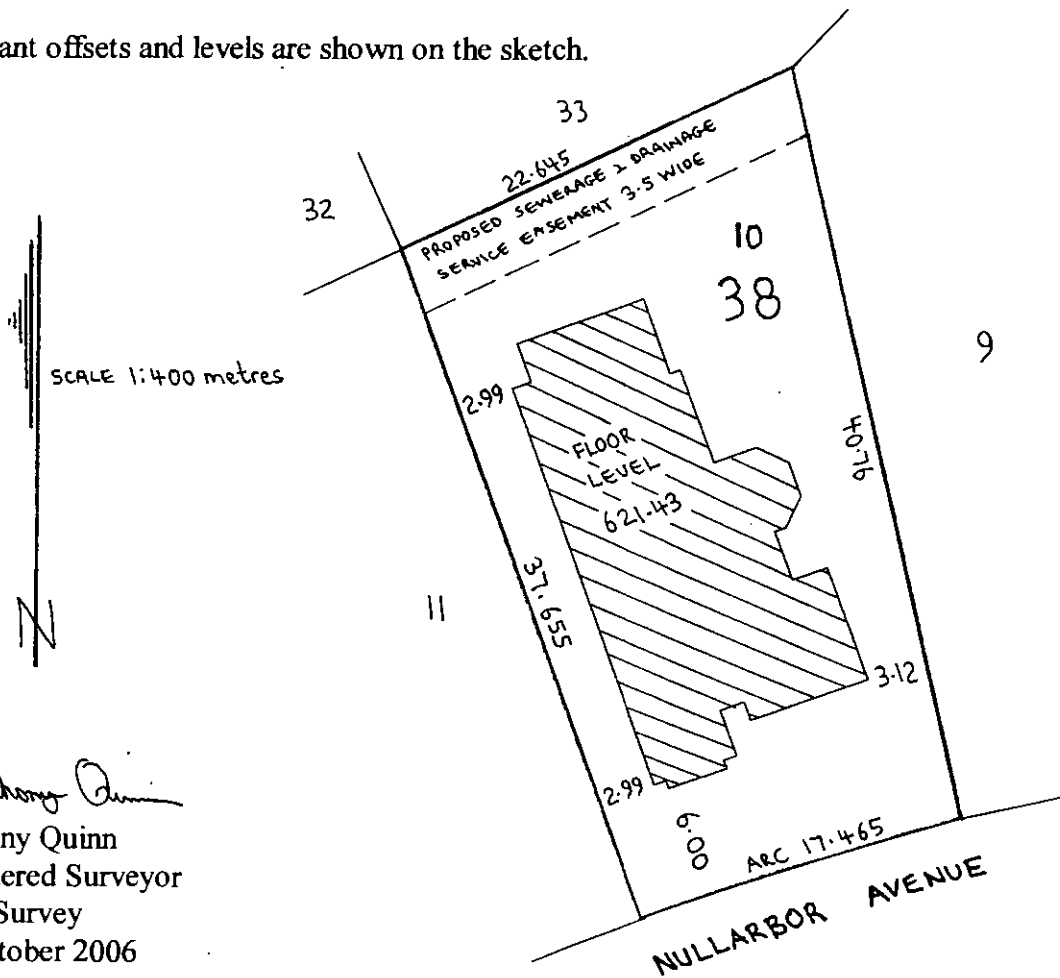 ant offsets and levels are shown on the sketch.
33
32
22.645
PROPOSED SEWERAGE & DRAINAGE
SERVICE EASEMENT 3.5 WIDE
10
38
9
SCALE 1:400 metres
2.99
FLOOR
LEVEL
621.43
40.76
37.655
11
N
3.12
2.99
6.00
ARC 17.465
NULLARBOR AVENUE
hony Quinn
ny Quinn
ered Surveyor
Survey
tober 2006